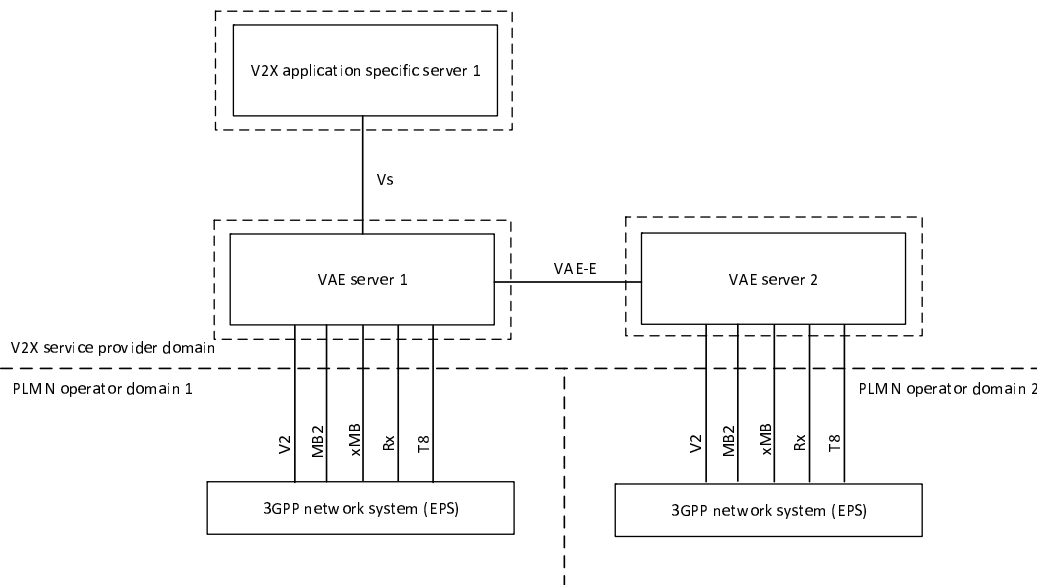 V2X application specific server 1
Vs
VAE server 1
VAE-E
VAE server 2
V2X service provider domain
PLMN operator domain 1
PLMN operator domain 2
V2
MB2
xMB
Rx
T8
V2
MB2
xMB
Rx
T8
3GPP network system (EPS)
3GPP network system (EPS)